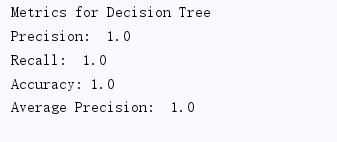 Metrics for Decision Tree
Precision:  1.0
Recall:  1.0
Accuracy: 1.0
Average Precision:  1.0